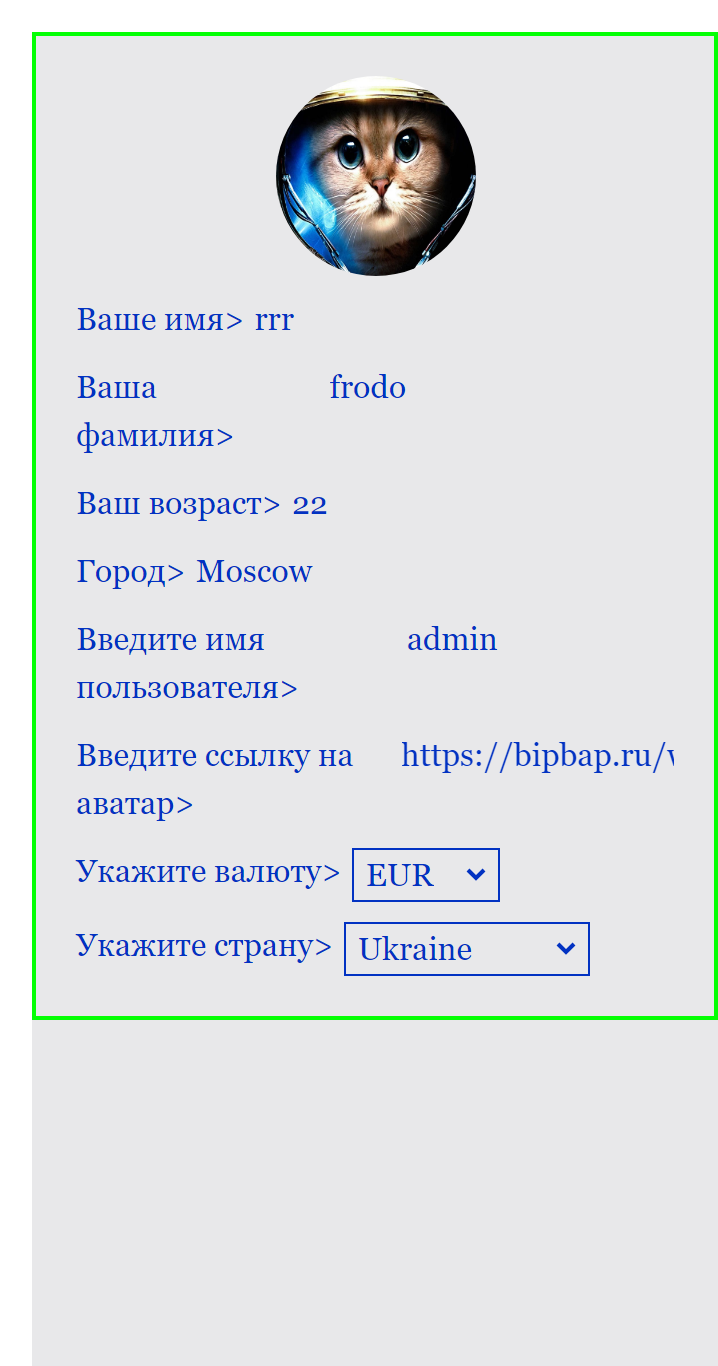 Ваше имя> rrr
Ваша frodo
фамилия>
Ваш возраст> 22
Город> Moscow
Введите имя admin
пользователя>
Введите ссылку на https://bipbap.ru/
аватар>
Укажите валюту> EUR
Укажите страну> Ukraine